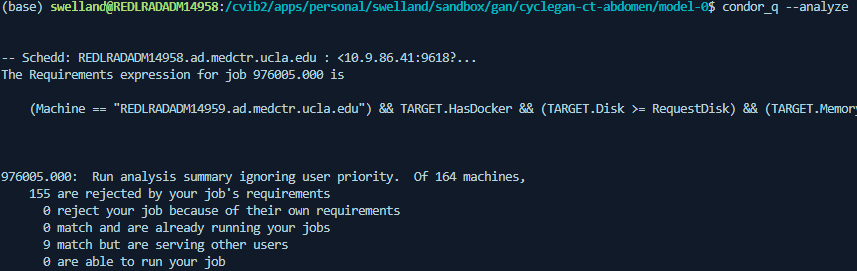 (base) swelland@REDLRADADM14958:/cvib2/apps/personal/swelland/sandbox/gan/cyclegan-ct-abdomen/model-0$ condor_q --analyze
-- Schedd: REDLRADADM14958.ad.medctr.ucla.edu : <10.9.86.41:9618?...
The Requirements expression for job 976005.000 is
(Machine == "REDLRADADM14959.ad.medctr.ucla.edu") && TARGET.HasDocker && (TARGET.Disk >= RequestDisk) && (TARGET.Memory
976005.000:  Run analysis summary ignoring user priority.  Of 164 machines,
155 are rejected by your job's requirements
0 reject your job because of their own requirements
0 match and are already running your jobs
9 match but are serving other users
0 are able to run your job